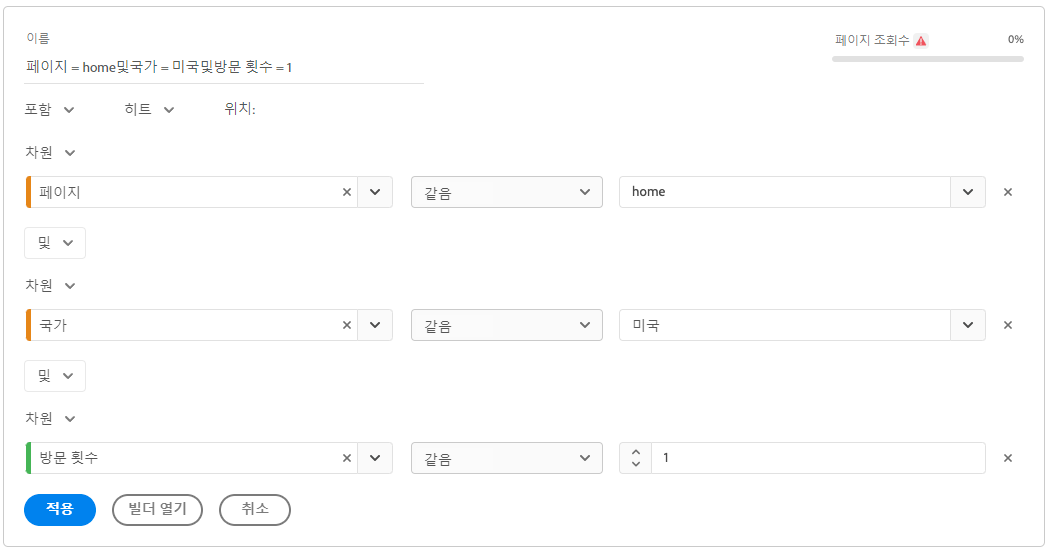 이름
페이지 조회수 0%
페이지 = home및국가 = 미국및방문 횟수 = 1
포함 히트 위치:
차원
페이지 같음 home
및
차원
국가 같음 미국
및
차원
방문 횟수 같음 1
적용 빌더 열기 취소